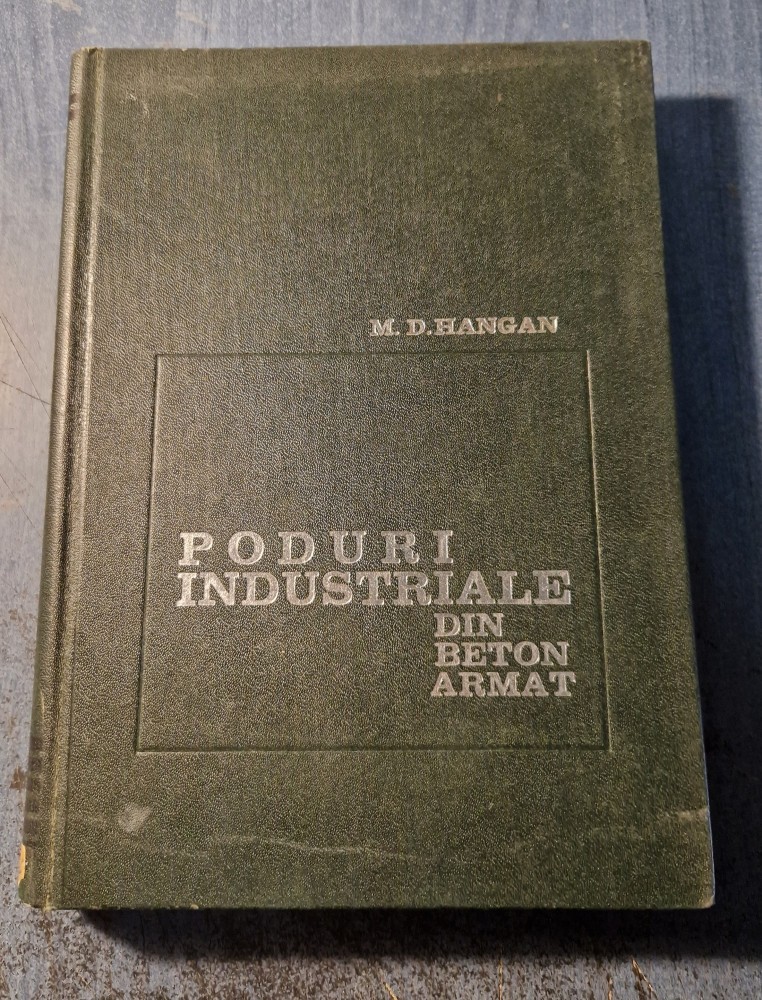 M. D. HANGAN
PODURI
INDUSTRIALE
DIN
BETON
ARMAT